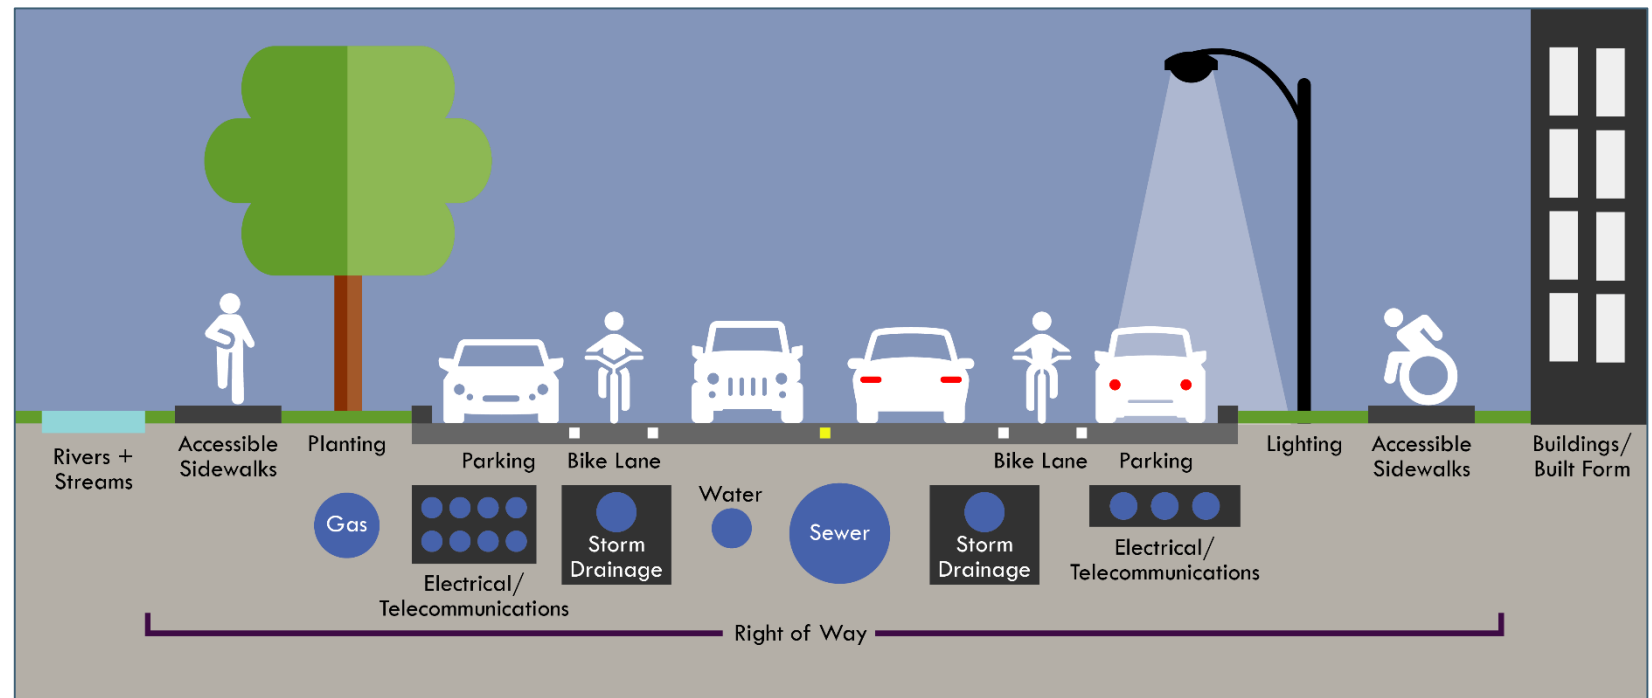 Rivers +
Streams
Accessible
Sidewalks
Planting
Parking
Bike Lane
Bike Lane
Parking
Lighting
Accessible
Sidewalks
Buildings/
Built Form
Gas
Electrical/
Telecommunications
Storm
Drainage
Water
Sewer
Storm
Drainage
Electrical/
Telecommunications
Right of Way